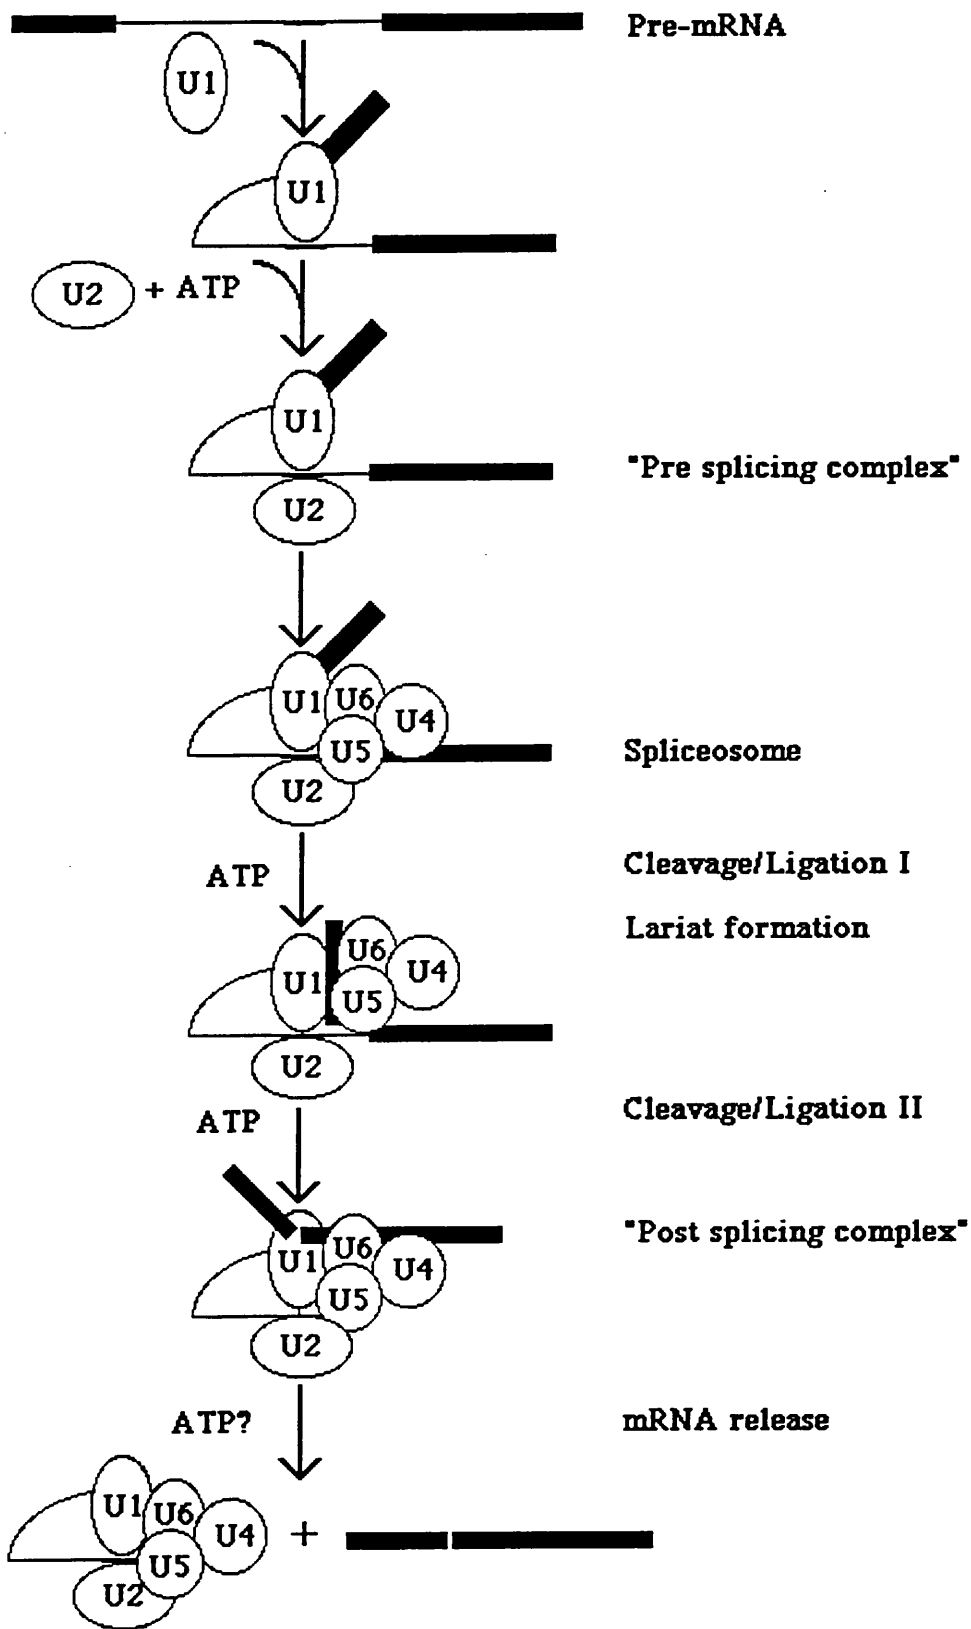 Pre-mRNA
U1
U1
U2 + ATP
U1
"Pre splicing complex"
U2
U1 U6 U4
U5
Spliceosome
U2
Cleavage/Ligation I
ATP
Lariat formation
U6
U1 U4
U5
U2
Cleavage/Ligation II
ATP
"Post splicing complex"
U1 U6 U4
U5
U2
ATP?
mRNA release
U1 U6 U4 +
U5
U2